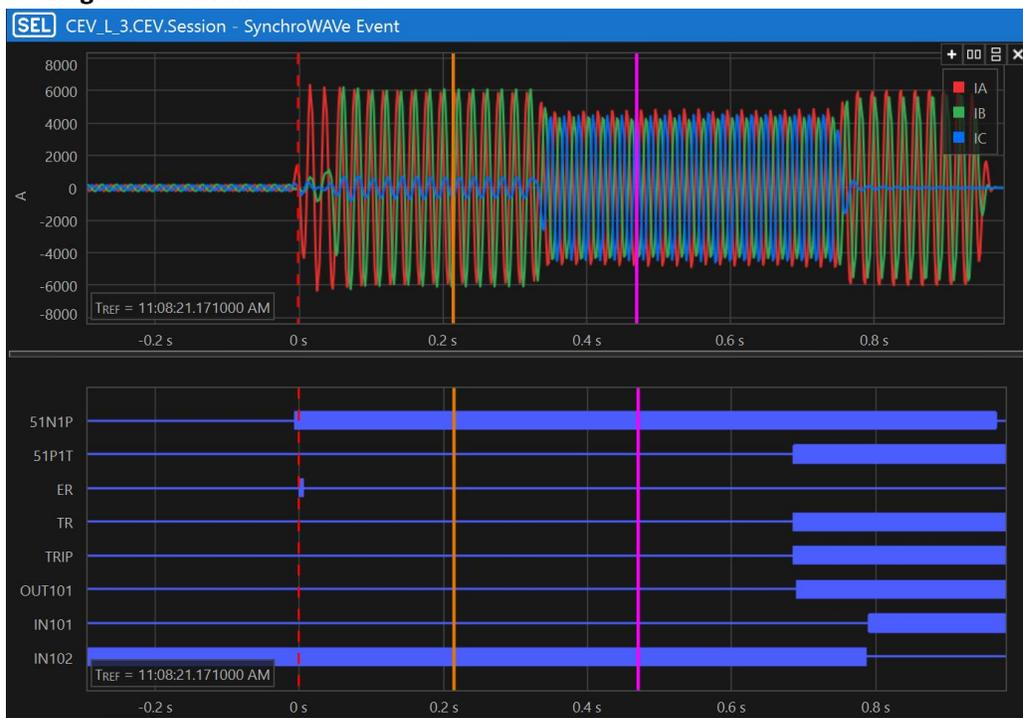 SEL CEV_L_3.CEV.Session - SynchroWAVe Event
8000
6000
4000
2000
0
-2000
-4000
-6000
-8000
A
IA
IB
IC
TREF = 11:08:21.171000 AM
-0.2 s 0 s 0.2 s 0.4 s 0.6 s 0.8 s
51N1P
51P1T
ER
TR
TRIP
OUT101
IN101
IN102
TREF = 11:08:21.171000 AM
-0.2 s 0 s 0.2 s 0.4 s 0.6 s 0.8 s